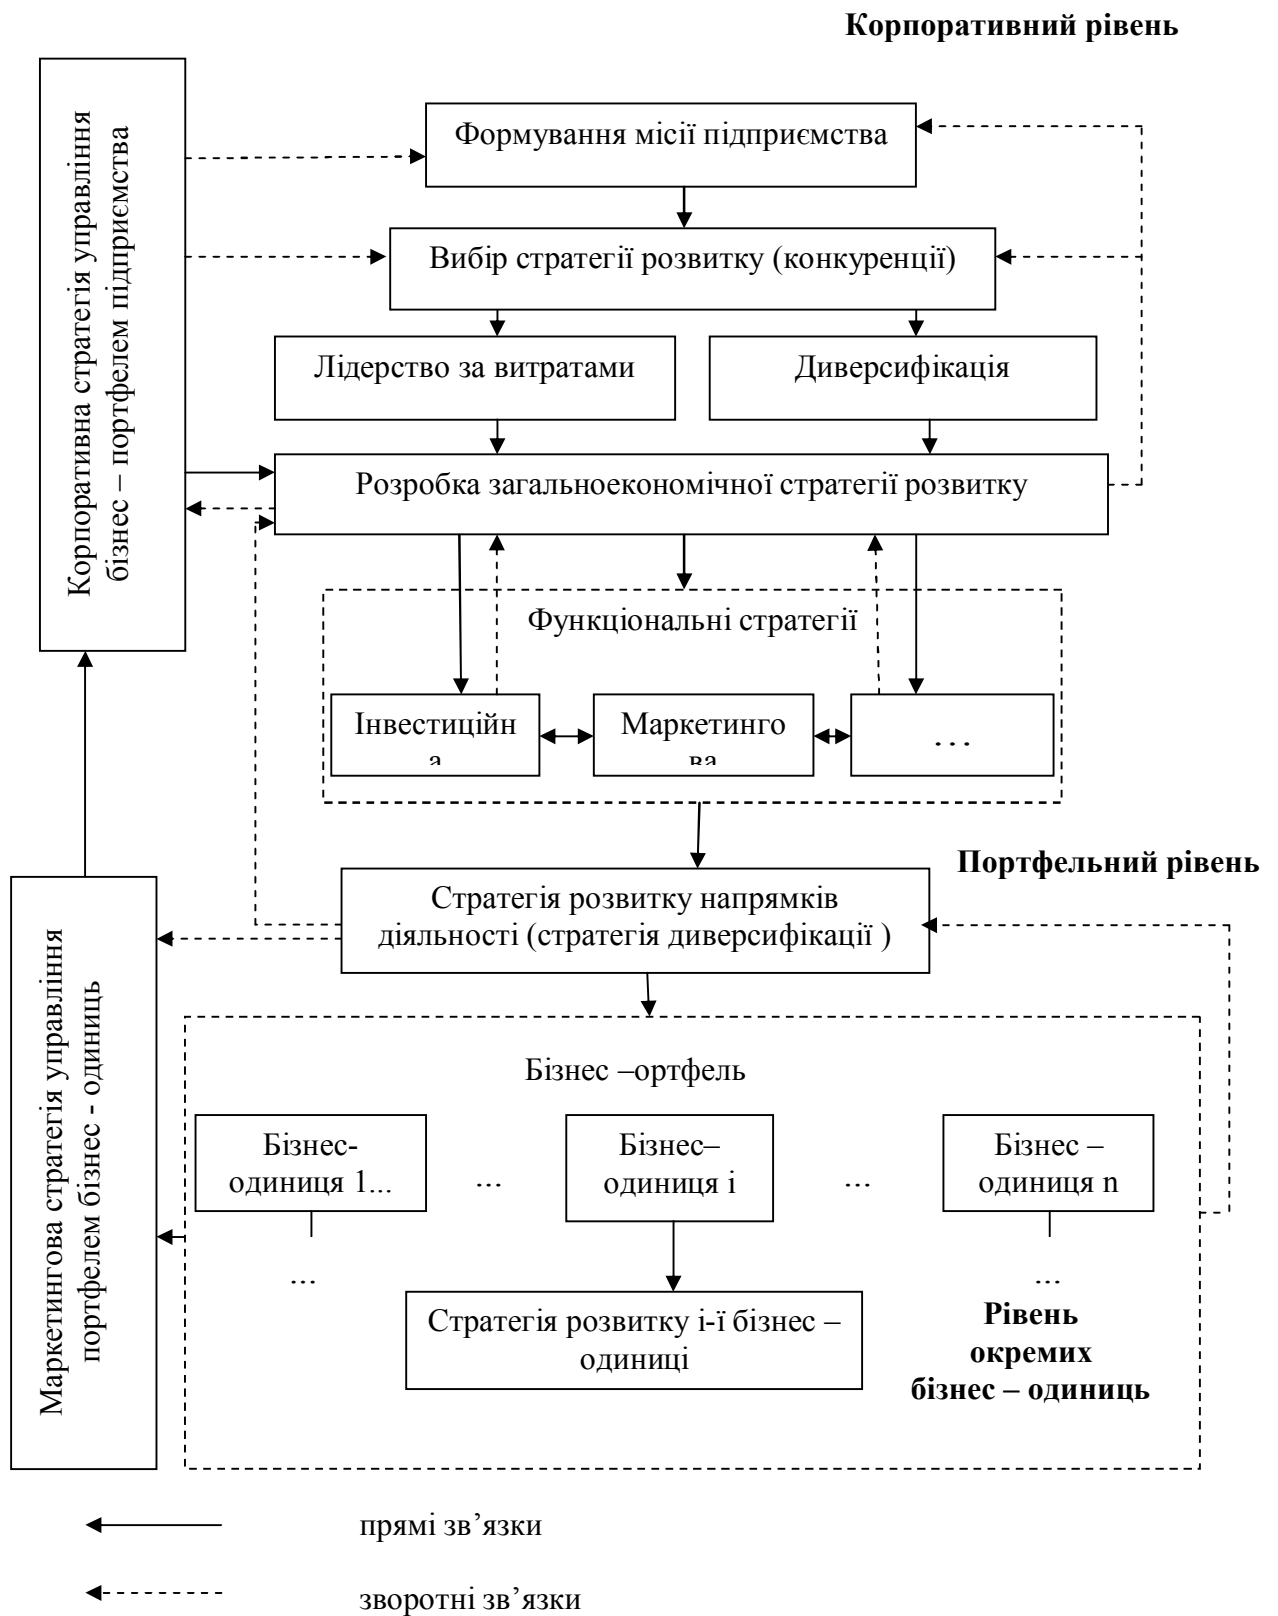 Корпоративний рівень
Корпоративна стратегія управління
бізнес – портфелем підприємства
Формування місії підприємства
Вибір стратегії розвитку (конкуренції)
Лідерство за витратами
Диверсифікація
Розробка загальноекономічної стратегії розвитку
Функціональні стратегії
Інвестиційн
а
Маркетинго
ва
...
Портфельний рівень
Стратегія розвитку напрямків
діяльності (стратегія диверсифікації )
Маркетингова стратегія управління
портфелем бізнес - одиниць
Бізнес –ортфель
Бізнес-
одиниця 1...
...
Бізнес–
одиниця і
...
Бізнес –
одиниця n
...
...
Стратегія розвитку і-ї бізнес –
одиниці
Рівень
окремих
бізнес – одиниць
прямі зв’язки
зворотні зв’язки